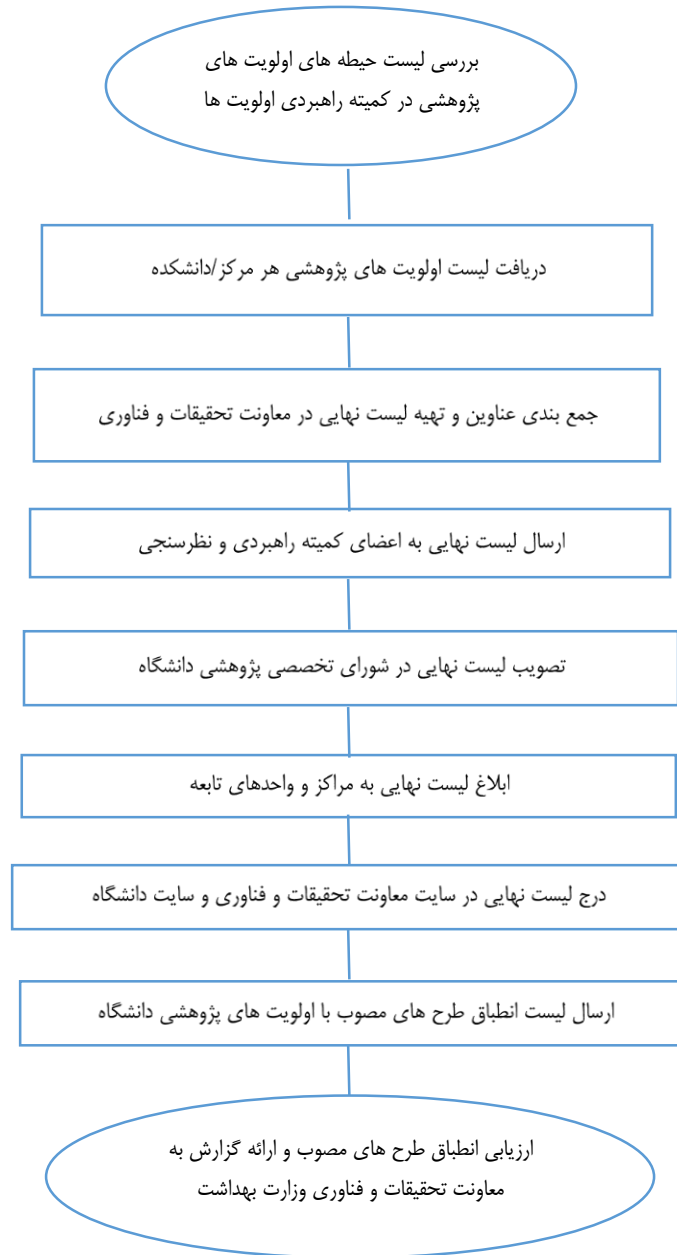 بررسی لیست حیطه های اولویت های
پژوهشی در کمیته راهبردی اولویت ها
دریافت لیست اولویت های پژوهشی هر مرکز/دانشکده
جمع بندی عناوین و تهیه لیست نهایی در معاونت تحقیقات و فناوری
ارسال لیست نهایی به اعضای کمیته راهبردی و نظرسنجی
تصویب لیست نهایی در شورای تخصصی پژوهشی دانشگاه
ابلاغ لیست نهایی به مراکز و واحدهای تابعه
درج لیست نهایی در سایت معاونت تحقیقات و فناوری و سایت دانشگاه
ارسال لیست انطباق طرح های مصوب با اولویت های پژوهشی دانشگاه
ارزیابی انطباق طرح های مصوب و ارائه گزارش به
معاونت تحقیقات و فناوری وزارت بهداشت